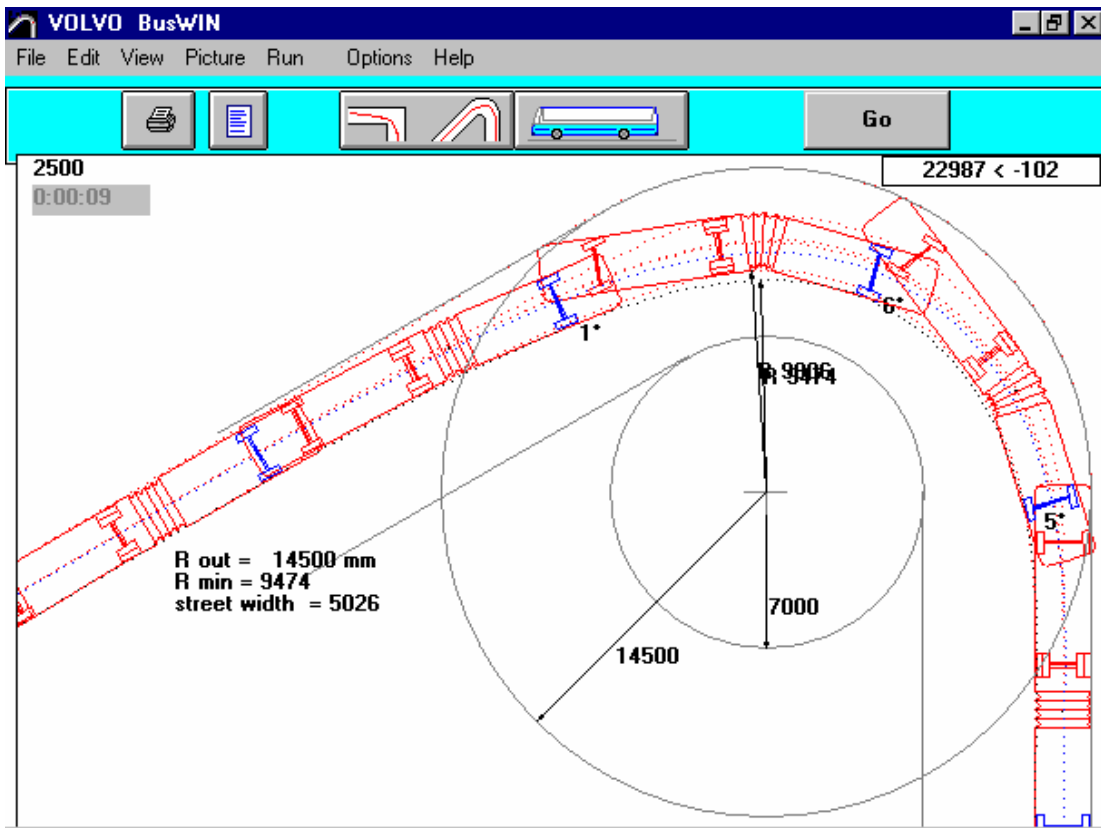 VOLVO BusWIN
File Edit View Picture Run Options Help
Go
2500
22987 < -102
0:00:09
6°
1°
R 9474
5°
R out = 14500 mm
R min = 9474
street width = 5026
7000
14500